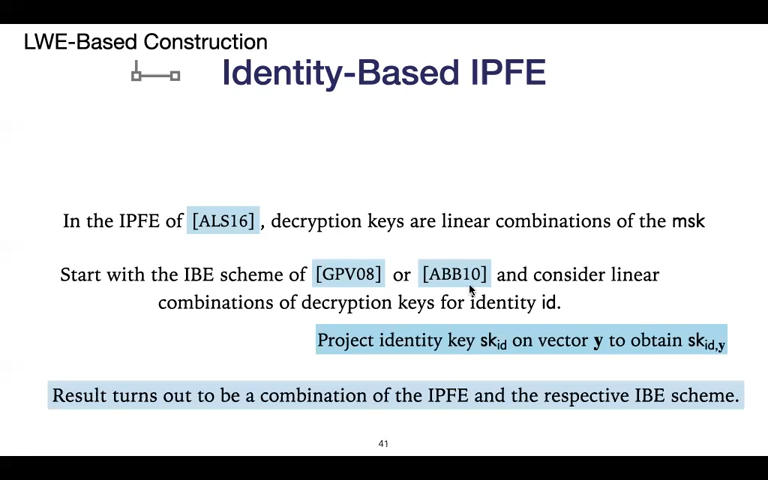 LWE-Based Construction
Identity-Based IPFE
In the IPFE of [ALS16], decryption keys are linear combinations of the msk
Start with the IBE scheme of [GPV08] or [ABB10] and consider linear
combinations of decryption keys for identity id.
Project identity key sk_id on vector y to obtain sk_id,y
Result turns out to be a combination of the IPFE and the respective IBE scheme.
41